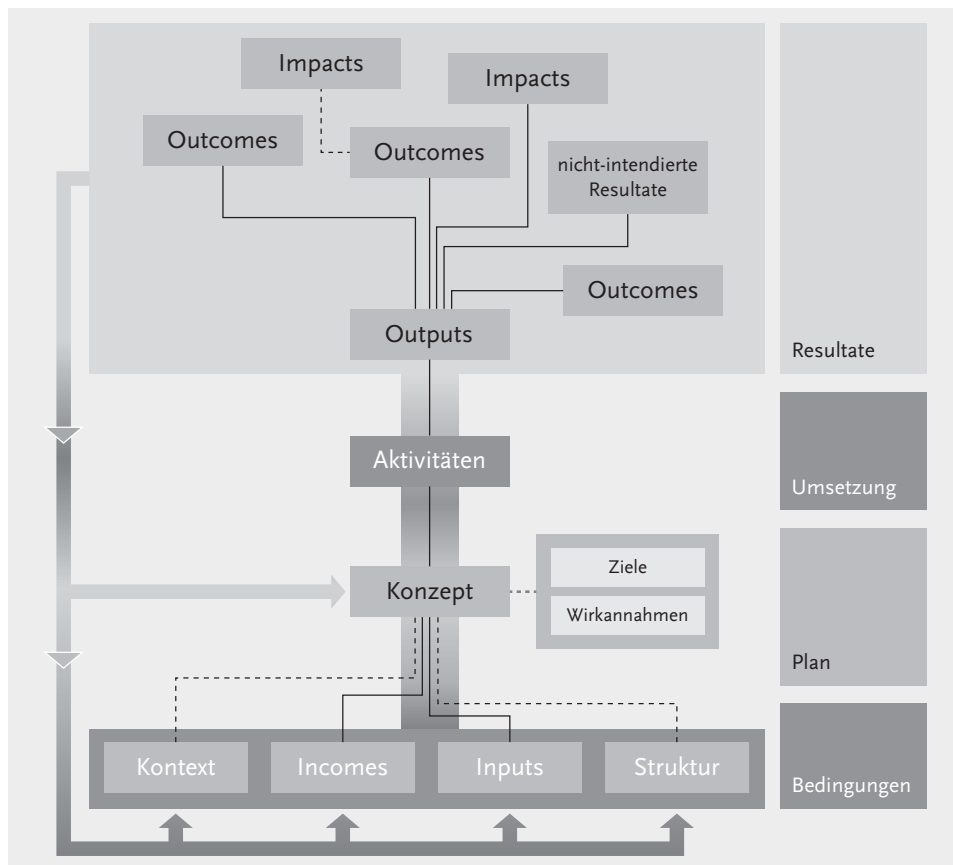 Impacts
Impacts
Outcomes
Outcomes
nicht-intendierte
Resultate
Outcomes
Outputs
Resultate
Aktivitäten
Umsetzung
Konzept
Ziele
Wirkannahmen
Plan
Kontext
Incomes
Inputs
Struktur
Bedingungen